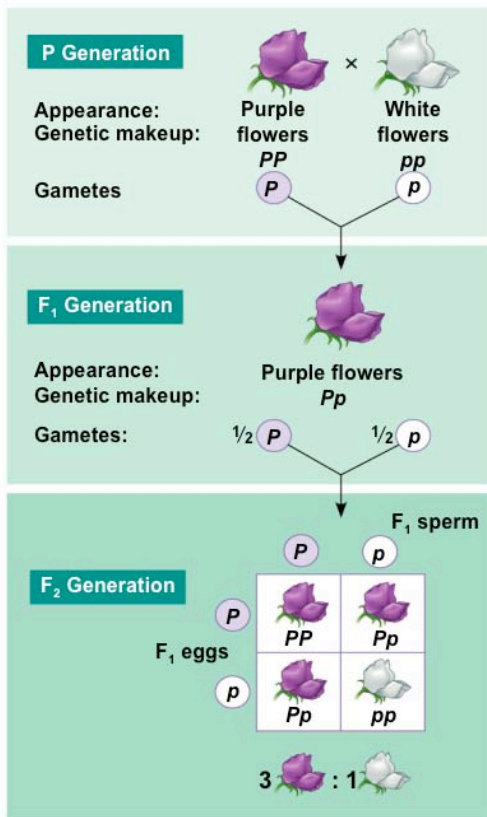 P Generation
×
Appearance: Purple White
Genetic makeup: flowers flowers
PP pp
Gametes P p
F₁ Generation
Appearance: Purple flowers
Genetic makeup: Pp
Gametes: ½ P ½ p
F₁ sperm
P p
F₂ Generation
P
PP Pp
F₁ eggs
p
Pp pp
3 : 1